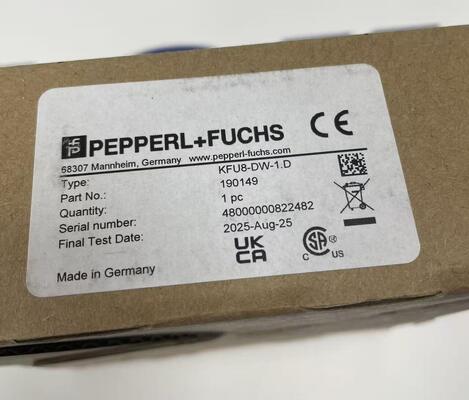 PEPPERL+FUCHS CE
68307 Mannheim, Germany www.pepperl-fuchs.com
Type: KFU8-DW-1.D
Part No.: 190149
Quantity: 1 pc
Serial number: 48000000822482
Final Test Date: 2025-Aug-25
UK
CA
CSA
C US
Made in Germany